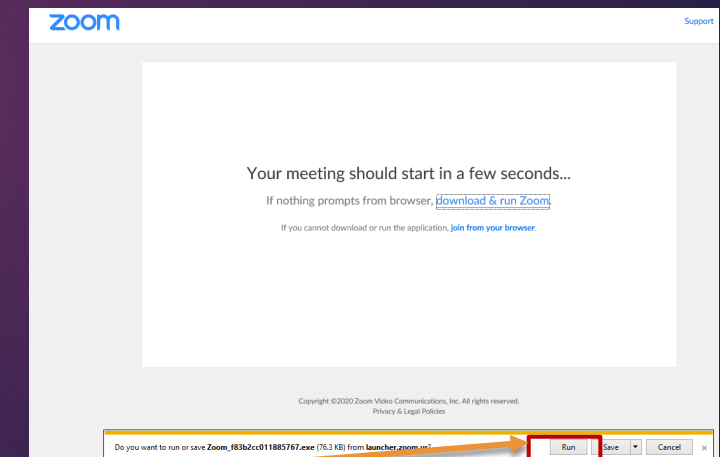 zoom
Support
Your meeting should start in a few seconds...
If nothing prompts from browser, download & run Zoom.
If you cannot download or run the application, join from your browser.
Copyright ©2020 Zoom Video Communications, Inc. All rights reserved.
Privacy & Legal Policies
Do you want to run or save Zoom_f83b2cc011885767.exe (76.3 KB) from launcher.zoom.us?
Run
Save
Cancel